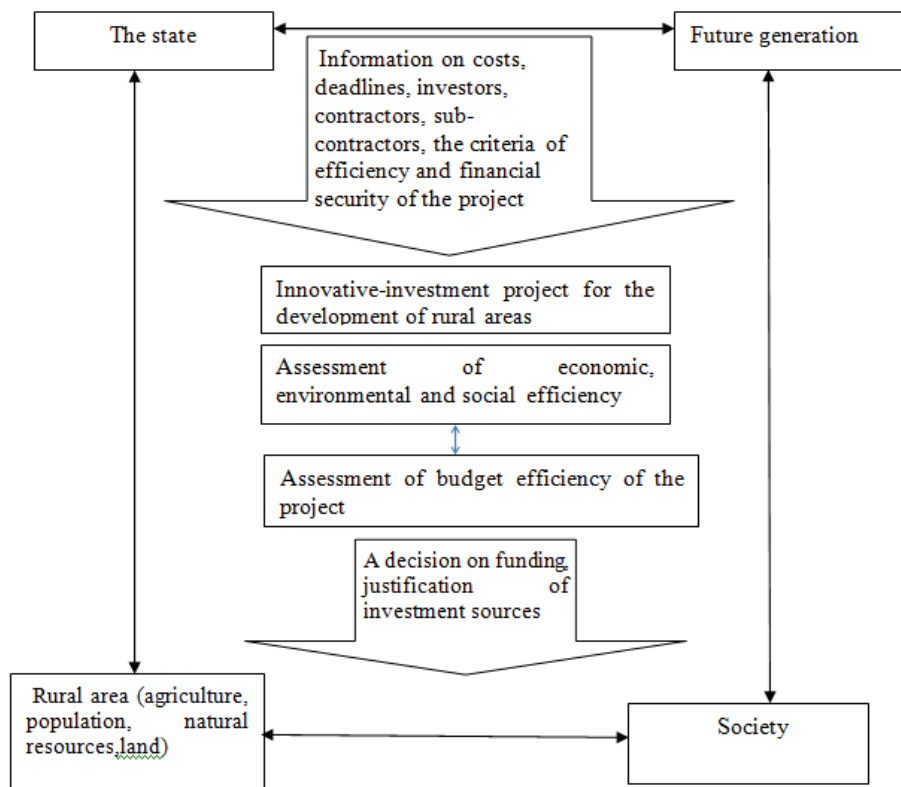 The state
Future generation
Information on costs,
deadlines, investors,
contractors, sub-
contractors, the criteria of
efficiency and financial
security of the project
Innovative-investment project for the
development of rural areas
Assessment of economic,
environmental and social efficiency
Assessment of budget efficiency of the
project
A decision on funding,
justification of
investment sources
Rural area (agriculture,
population, natural
resources,land)
Society